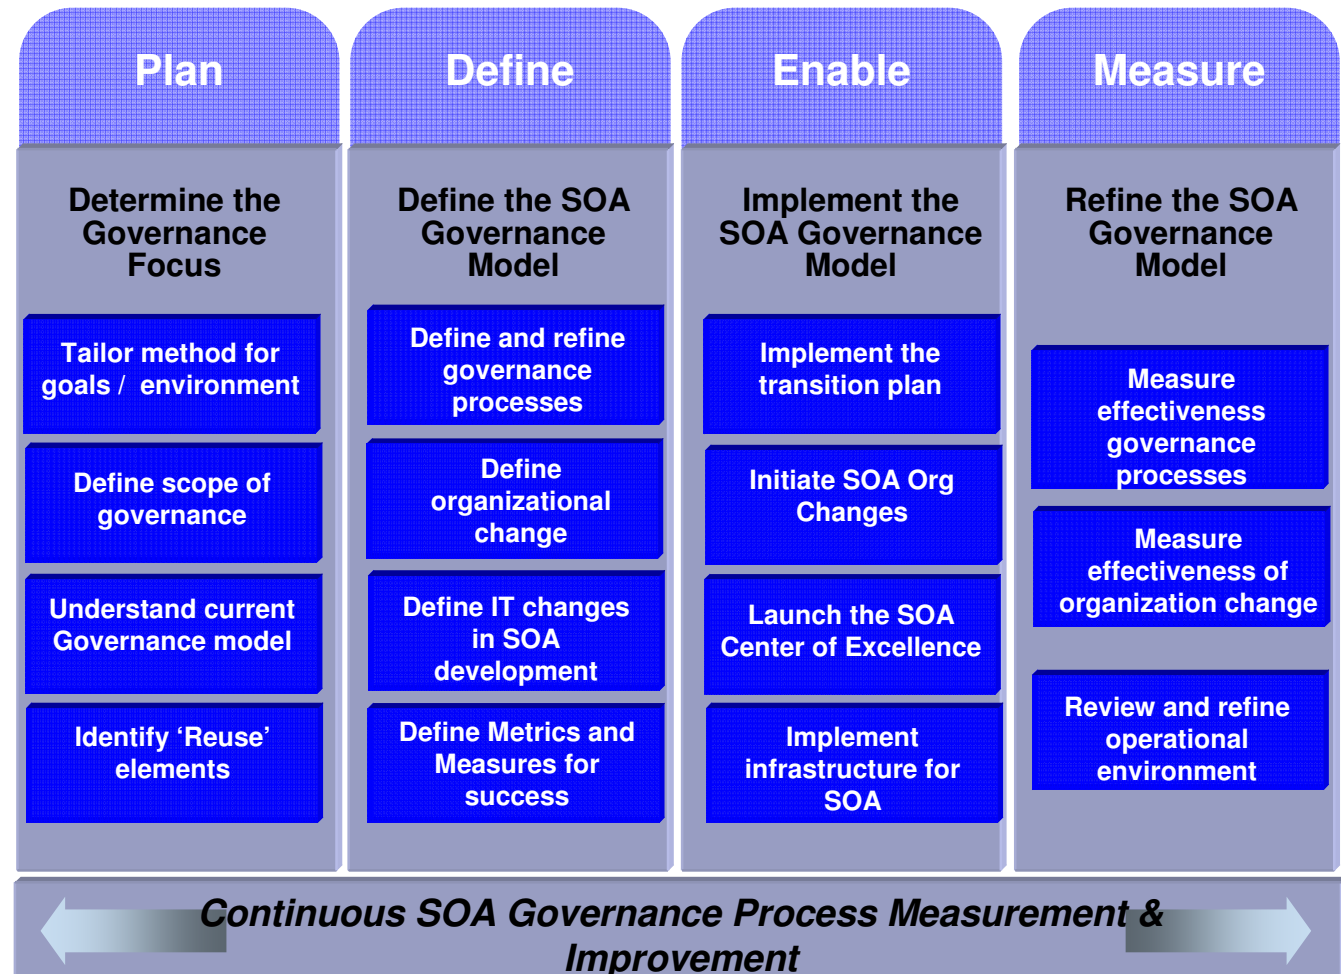 Plan
Determine the
Governance
Focus
Tailor method for
goals / environment
Define scope of
governance
Understand current
Governance model
Identify ‘Reuse’
elements
Define
Define the SOA
Governance
Model
Define and refine
governance
processes
Define
organizational
change
Define IT changes
in SOA
development
Define Metrics and
Measures for
success
Enable
Implement the
SOA Governance
Model
Implement the
transition plan
Initiate SOA Org
Changes
Launch the SOA
Center of Excellence
Implement
infrastructure for
SOA
Measure
Refine the SOA
Governance
Model
Measure
effectiveness
governance
processes
Measure
effectiveness of
organization change
Review and refine
operational
environment
Continuous SOA Governance Process Measurement &
Improvement